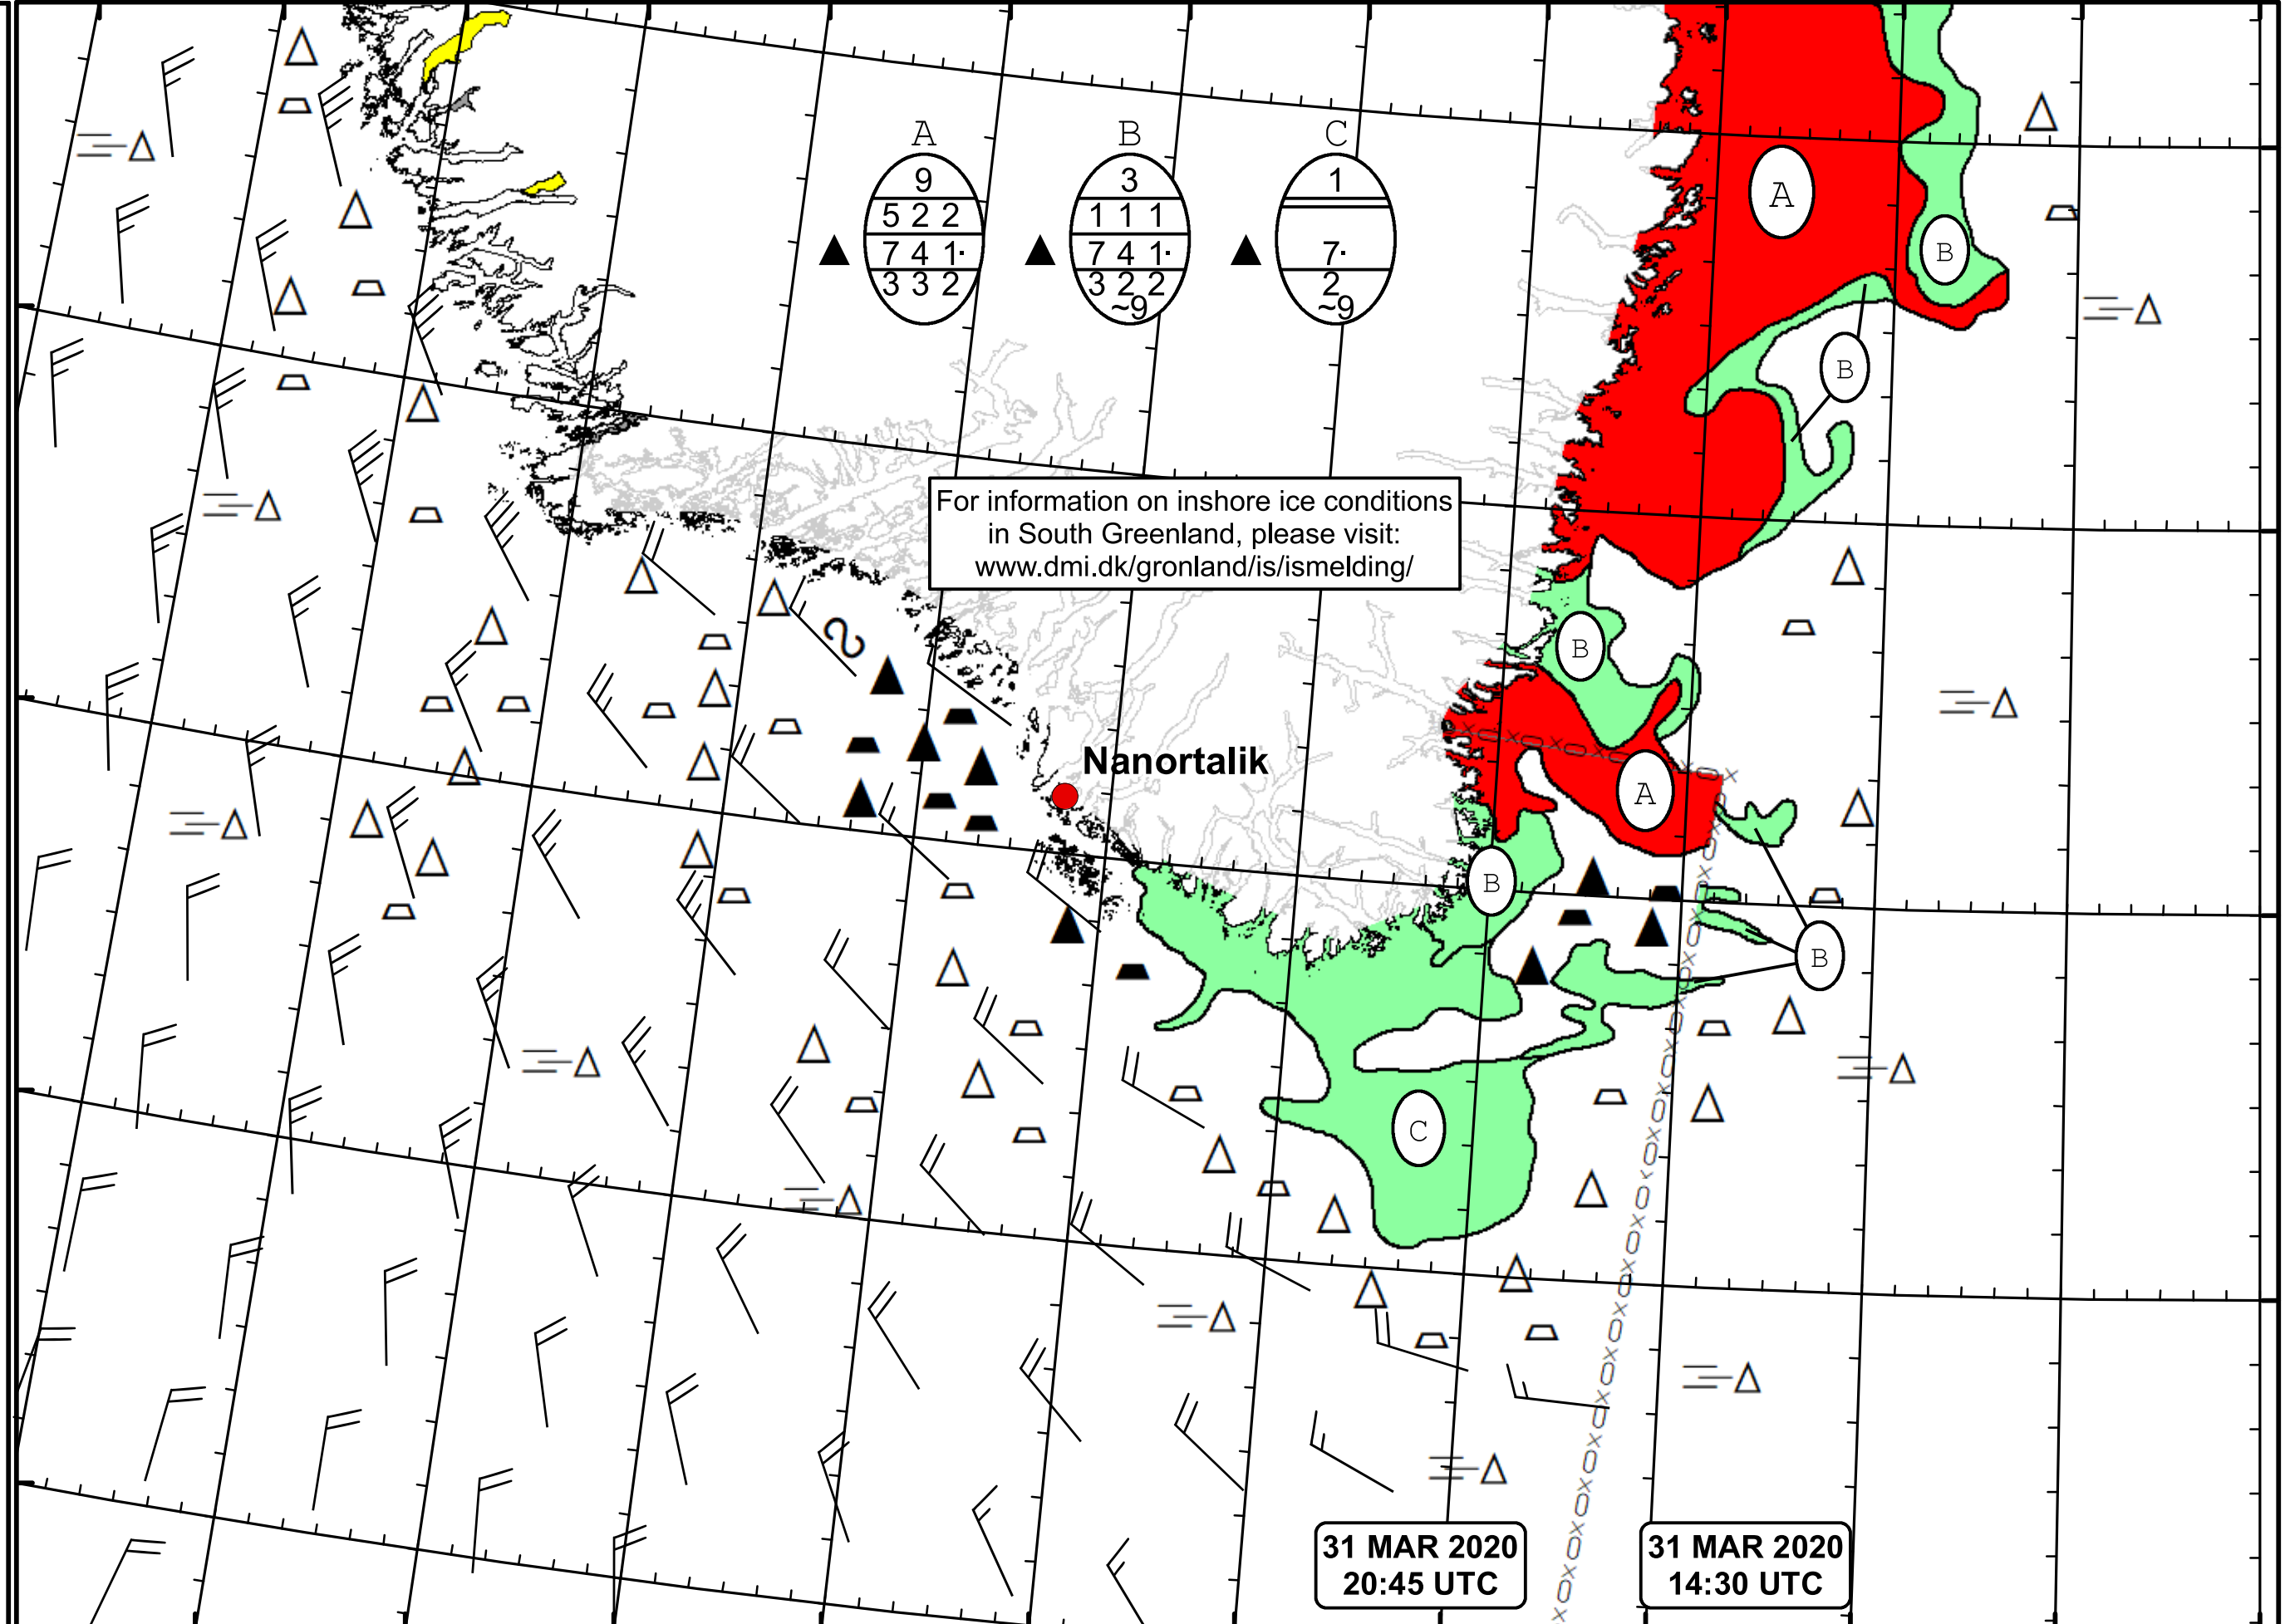 A B C
9 3 1
5 2 2 1 1 1
7 4 1· 7 4 1· 7·
3 3 2 3 2 2 2
~9 ~9
A
B
B
For information on inshore ice conditions
in South Greenland, please visit:
www.dmi.dk/gronland/is/ismelding/
B
Nanortalik
A
B
B
C
31 MAR 2020
20:45 UTC
31 MAR 2020
14:30 UTC